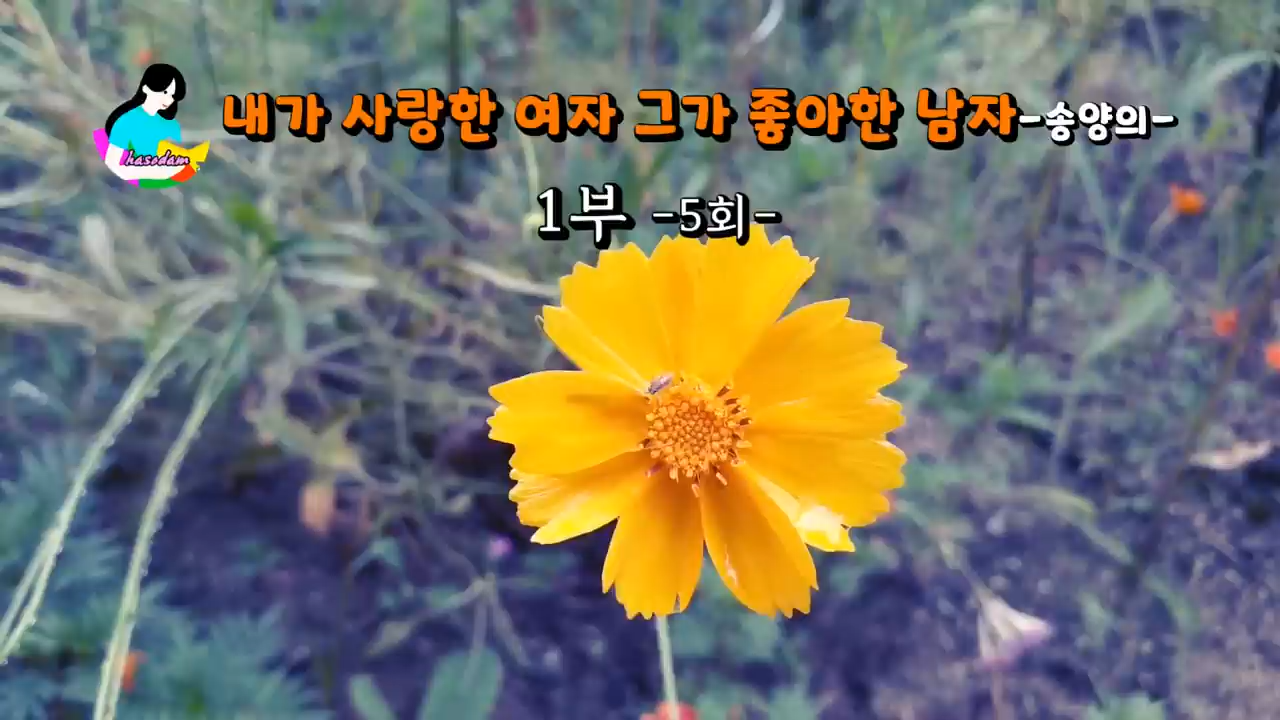 내가 사랑한 여자 그가 좋아한 남자-송양의-
hasodam
1부 -5회-